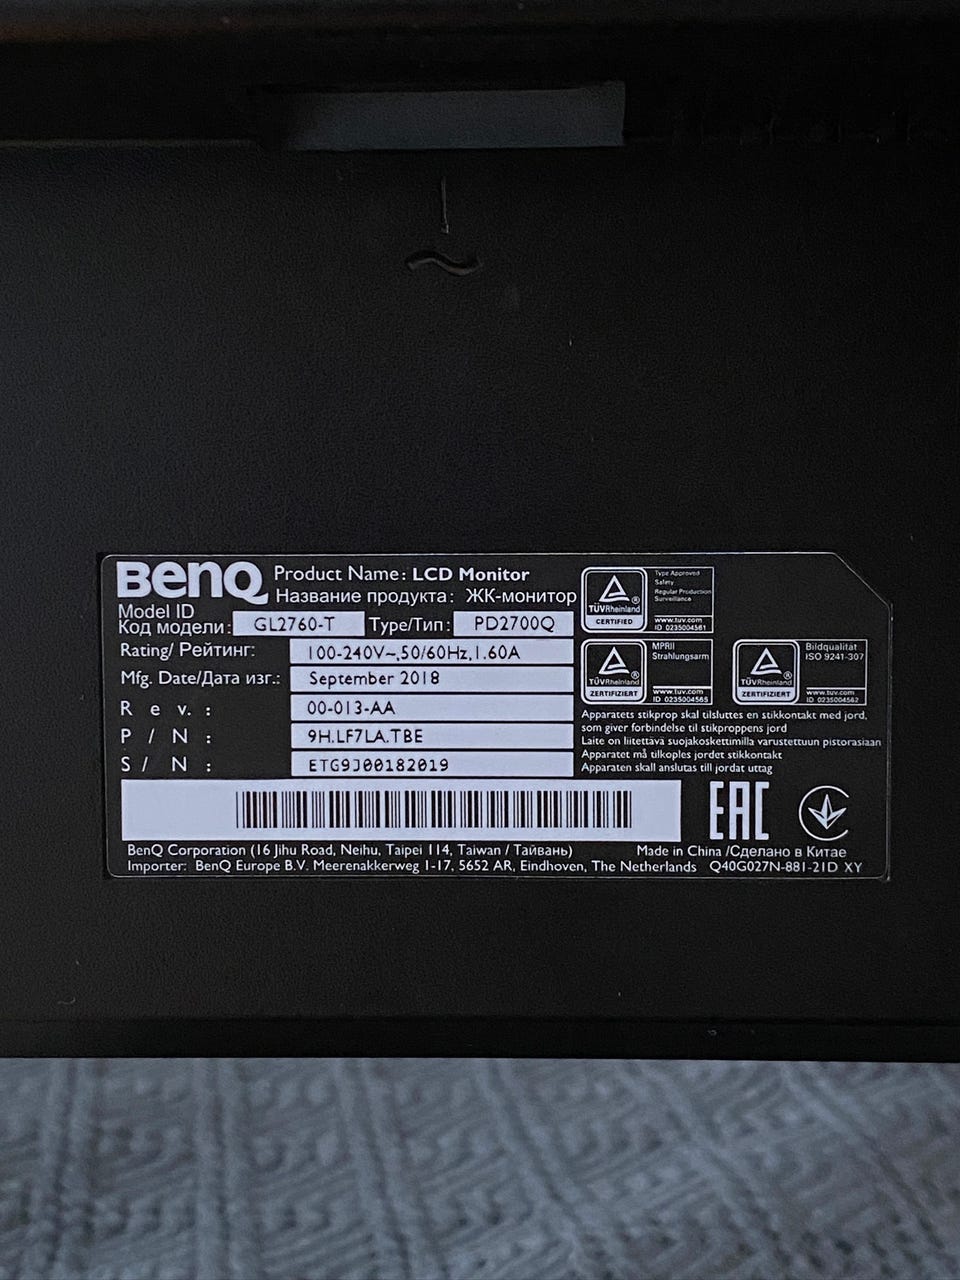 BenQ
Product Name: LCD Monitor
Название продукта: ЖК-монитор
Model ID
Код модели: GL2760-T Type/Тип: PD2700Q
Rating/ Рейтинг: 100-240V~,50/60Hz,1.60A
Mfg. Date/Дата изг.: September 2018
Rev.: 00-013-AA
P/N: 9H.LF7LA.TBE
S/N: ETG9J00182019
TÜVRheinland
CERTIFIED
Type Approved
Safety
Regular Production
Surveillance
www.tuv.com
ID 0235004561
TÜVRheinland
ZERTIFIZIERT
MPRII
Strahlungsarm
www.tuv.com
ID 0235004565
TÜVRheinland
ZERTIFIZIERT
Bildqualität
ISO 9241-307
www.tuv.com
ID 0235004562
Apparatets stikprop skal tilsluttes en stikkontakt med jord,
som giver forbindelse til stikproppens jord
Laite on liitettävä suojakoskettimilla varustettuun pistorasiaan
Apparatet må tilkoples jordet stikkontakt
Apparaten skall anslutas till jordat uttag
EAC
BenQ Corporation (16 Jihu Road, Neihu, Taipei 114, Taiwan / Тайвань)
Made in China /Сделано в Китае
Importer: BenQ Europe B.V. Meerenakkerweg 1-17, 5652 AR, Eindhoven, The Netherlands
Q40G027N-881-21D XY